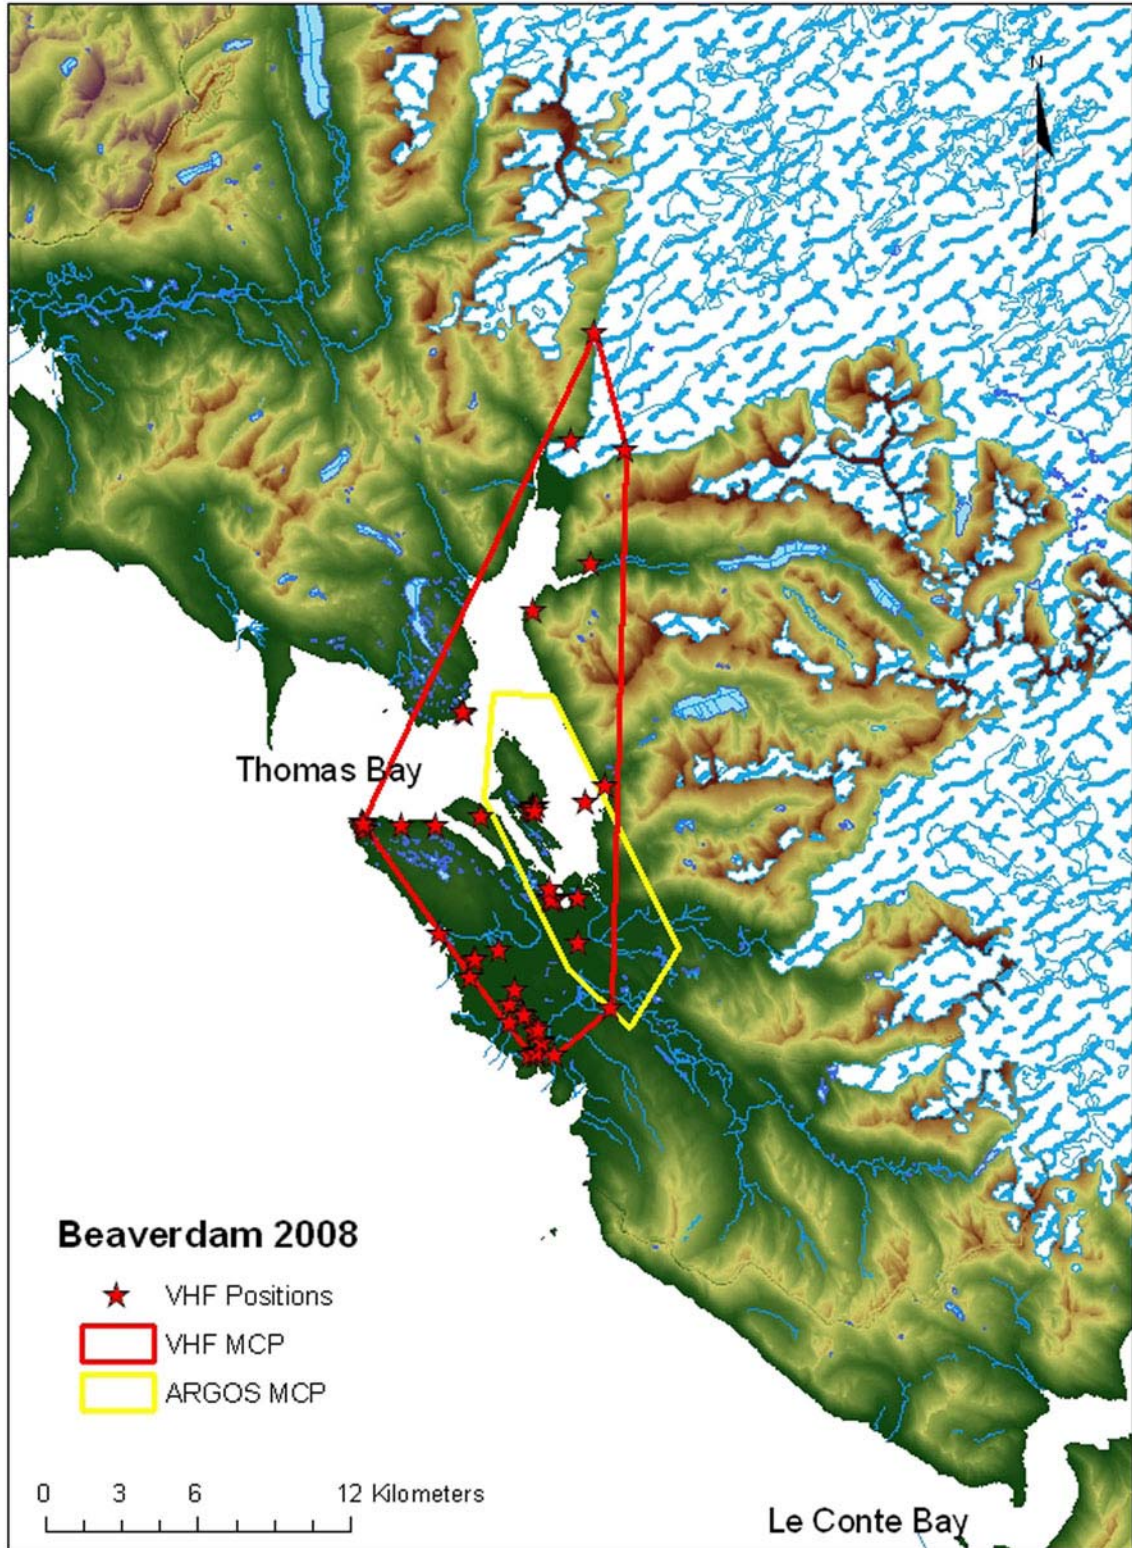 N
Thomas Bay
Beaverdam 2008
VHF Positions
VHF MCP
ARGOS MCP
0 3 6 12 Kilometers
Le Conte Bay